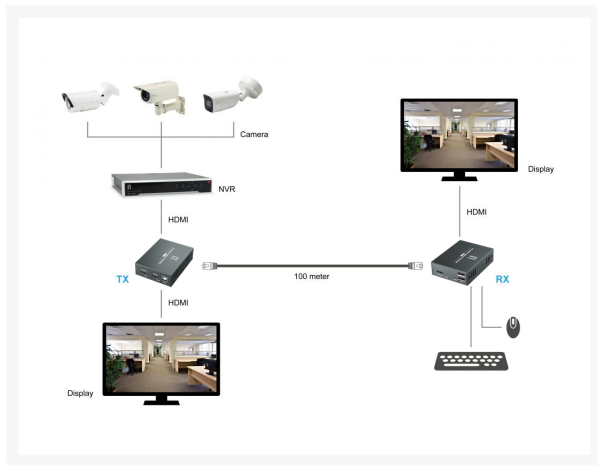 Camera
Display
NVR
HDMI
HDMI
TX
100 meter
RX
HDMI
Display